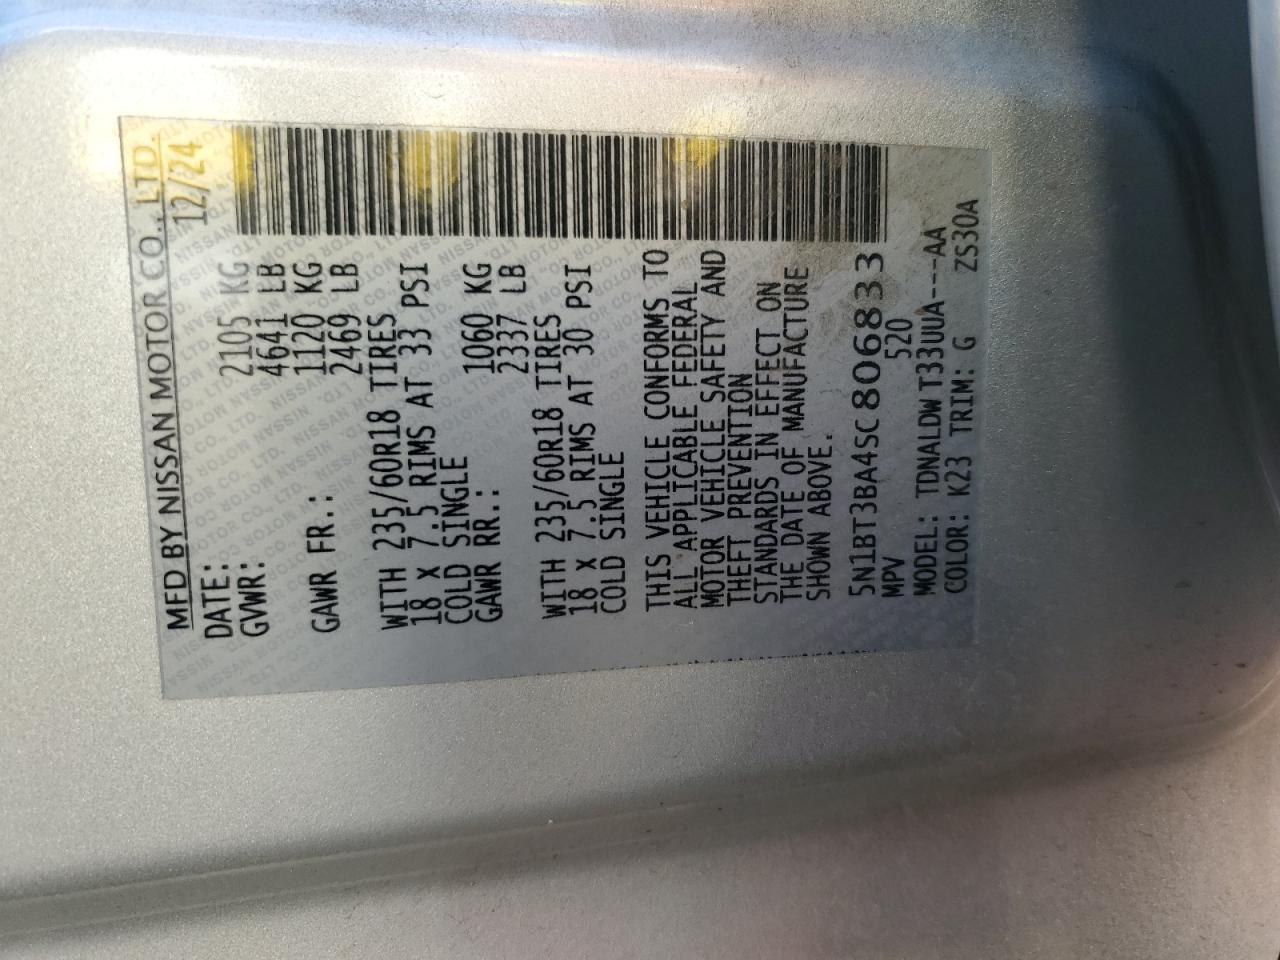 MFD BY NISSAN MOTOR CO., LTD.
DATE: 12/24
GVWR: 2105 KG
4641 LB
GAWR FR.: 1120 KG
2469 LB
WITH 235/60R18 TIRES
18 X 7.5 RIMS AT 33 PSI
COLD SINGLE
GAWR RR.: 1060 KG
2337 LB
WITH 235/60R18 TIRES
18 X 7.5 RIMS AT 30 PSI
COLD SINGLE
THIS VEHICLE CONFORMS TO
ALL APPLICABLE FEDERAL
MOTOR VEHICLE SAFETY AND
THEFT PREVENTION
STANDARDS IN EFFECT ON
THE DATE OF MANUFACTURE
SHOWN ABOVE.
5N1BT3BA4SC806833
MPV 520
MODEL: TDNALDW T33UUA----AA
COLOR: K23 TRIM: G ZS30A